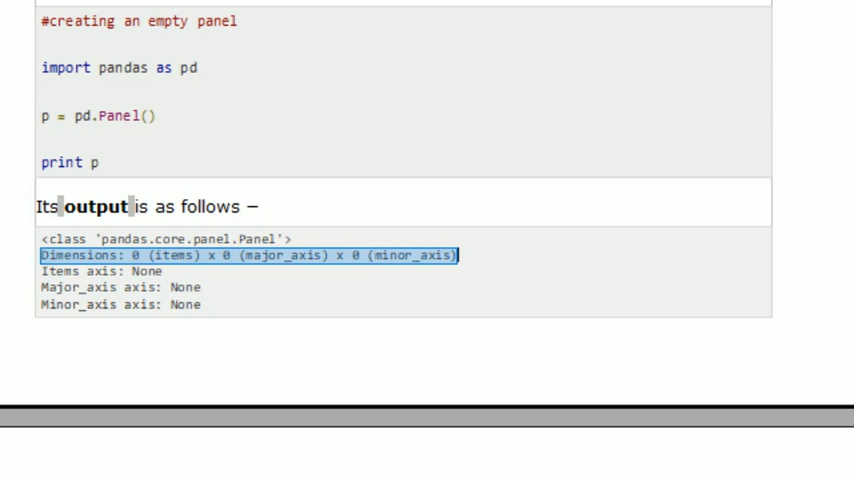 #creating an empty panel
import pandas as pd
p = pd.Panel()
print p
Its output is as follows −
<class 'pandas.core.panel.Panel'>
Dimensions: 0 (items) x 0 (major_axis) x 0 (minor_axis)
Items axis: None
Major_axis axis: None
Minor_axis axis: None